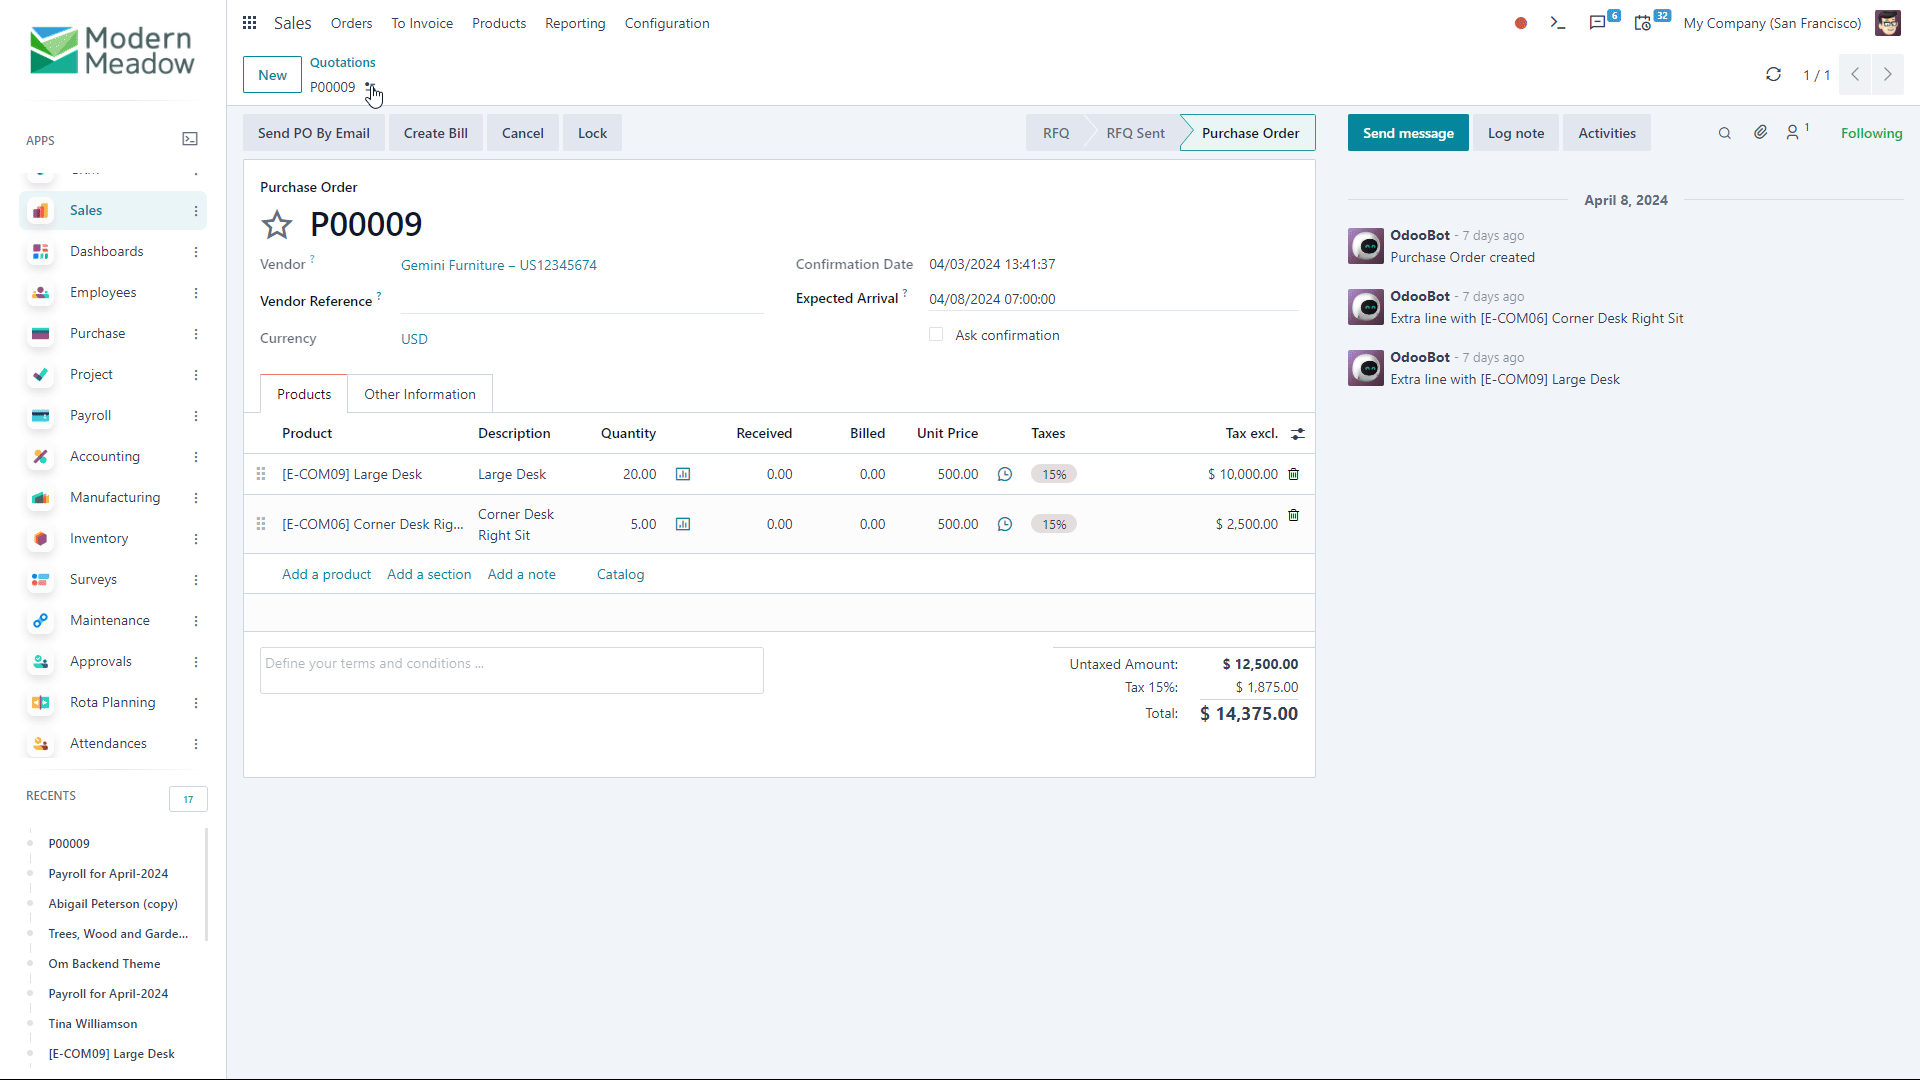 Modern
Meadow
Sales
Orders
To Invoice
Products
Reporting
Configuration
6
32
My Company (San Francisco)
New
Quotations
P00009
1 / 1
APPS
Sales
Dashboards
Employees
Purchase
Project
Payroll
Accounting
Manufacturing
Inventory
Surveys
Maintenance
Approvals
Rota Planning
Attendances
RECENTS
17
P00009
Payroll for April-2024
Abigail Peterson (copy)
Trees, Wood and Garde...
Om Backend Theme
Payroll for April-2024
Tina Williamson
[E-COM09] Large Desk
Send PO By Email
Create Bill
Cancel
Lock
RFQ
RFQ Sent
Purchase Order
Purchase Order
P00009
Vendor ?
Gemini Furniture – US12345674
Vendor Reference ?
Currency
USD
Confirmation Date
04/03/2024 13:41:37
Expected Arrival ?
04/08/2024 07:00:00
Ask confirmation
Products
Other Information
Product Description Quantity Received Billed Unit Price Taxes Tax excl.
[E-COM09] Large Desk Large Desk 20.00 0.00 0.00 500.00 15% $ 10,000.00
[E-COM06] Corner Desk Rig... Corner Desk Right Sit 5.00 0.00 0.00 500.00 15% $ 2,500.00
Add a product Add a section Add a note Catalog
Define your terms and conditions ...
Untaxed Amount: $ 12,500.00
Tax 15%: $ 1,875.00
Total: $ 14,375.00
Send message
Log note
Activities
1
Following
April 8, 2024
OdooBot - 7 days ago
Purchase Order created
OdooBot - 7 days ago
Extra line with [E-COM06] Corner Desk Right Sit
OdooBot - 7 days ago
Extra line with [E-COM09] Large Desk